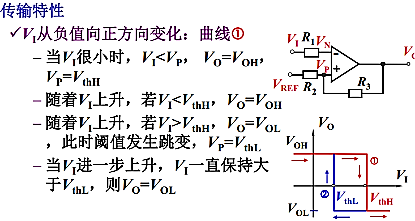 传输特性
✓VI从负值向正方向变化：曲线①
– 当VI很小时，VI<VP， VO=VOH，
VP=VthH
– 随着VI上升，若VI<VthH，VO=VOH
– 随着VI上升，若VI>VthH，VO=VOL
，此时阈值发生跳变，VP=VthL
– 当VI进一步上升，VI一直保持大
于VthL，则VO=VOL
VI R1 VN
VP
VREF R2 R3
VO
VOH ①
② VthL VthH
VOL VI